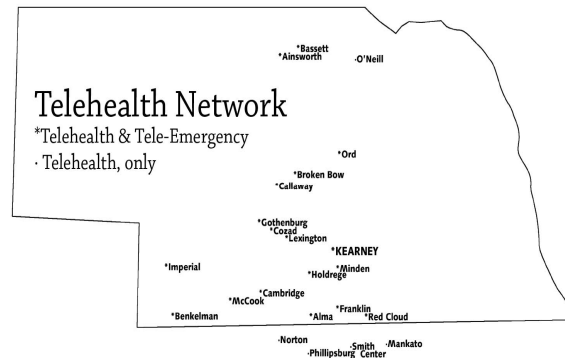 *Bassett
*Ainsworth
·O'Neill
Telehealth Network
*Telehealth & Tele-Emergency
· Telehealth, only
*Ord
*Broken Bow
*Callaway
*Gothenburg
*Cozad
*Lexington
*KEARNEY
*Imperial
*Minden
*Holdrege
*Cambridge
*McCook
*Franklin
*Benkelman
*Alma
*Red Cloud
·Norton
·Smith Center
·Mankato
·Phillipsburg